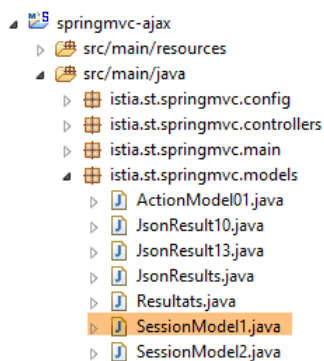 springmvc-ajax
src/main/resources
src/main/java
istia.st.springmvc.config
istia.st.springmvc.controllers
istia.st.springmvc.main
istia.st.springmvc.models
ActionModel01.java
JsonResult10.java
JsonResult13.java
JsonResults.java
Resultats.java
SessionModel1.java
SessionModel2.java